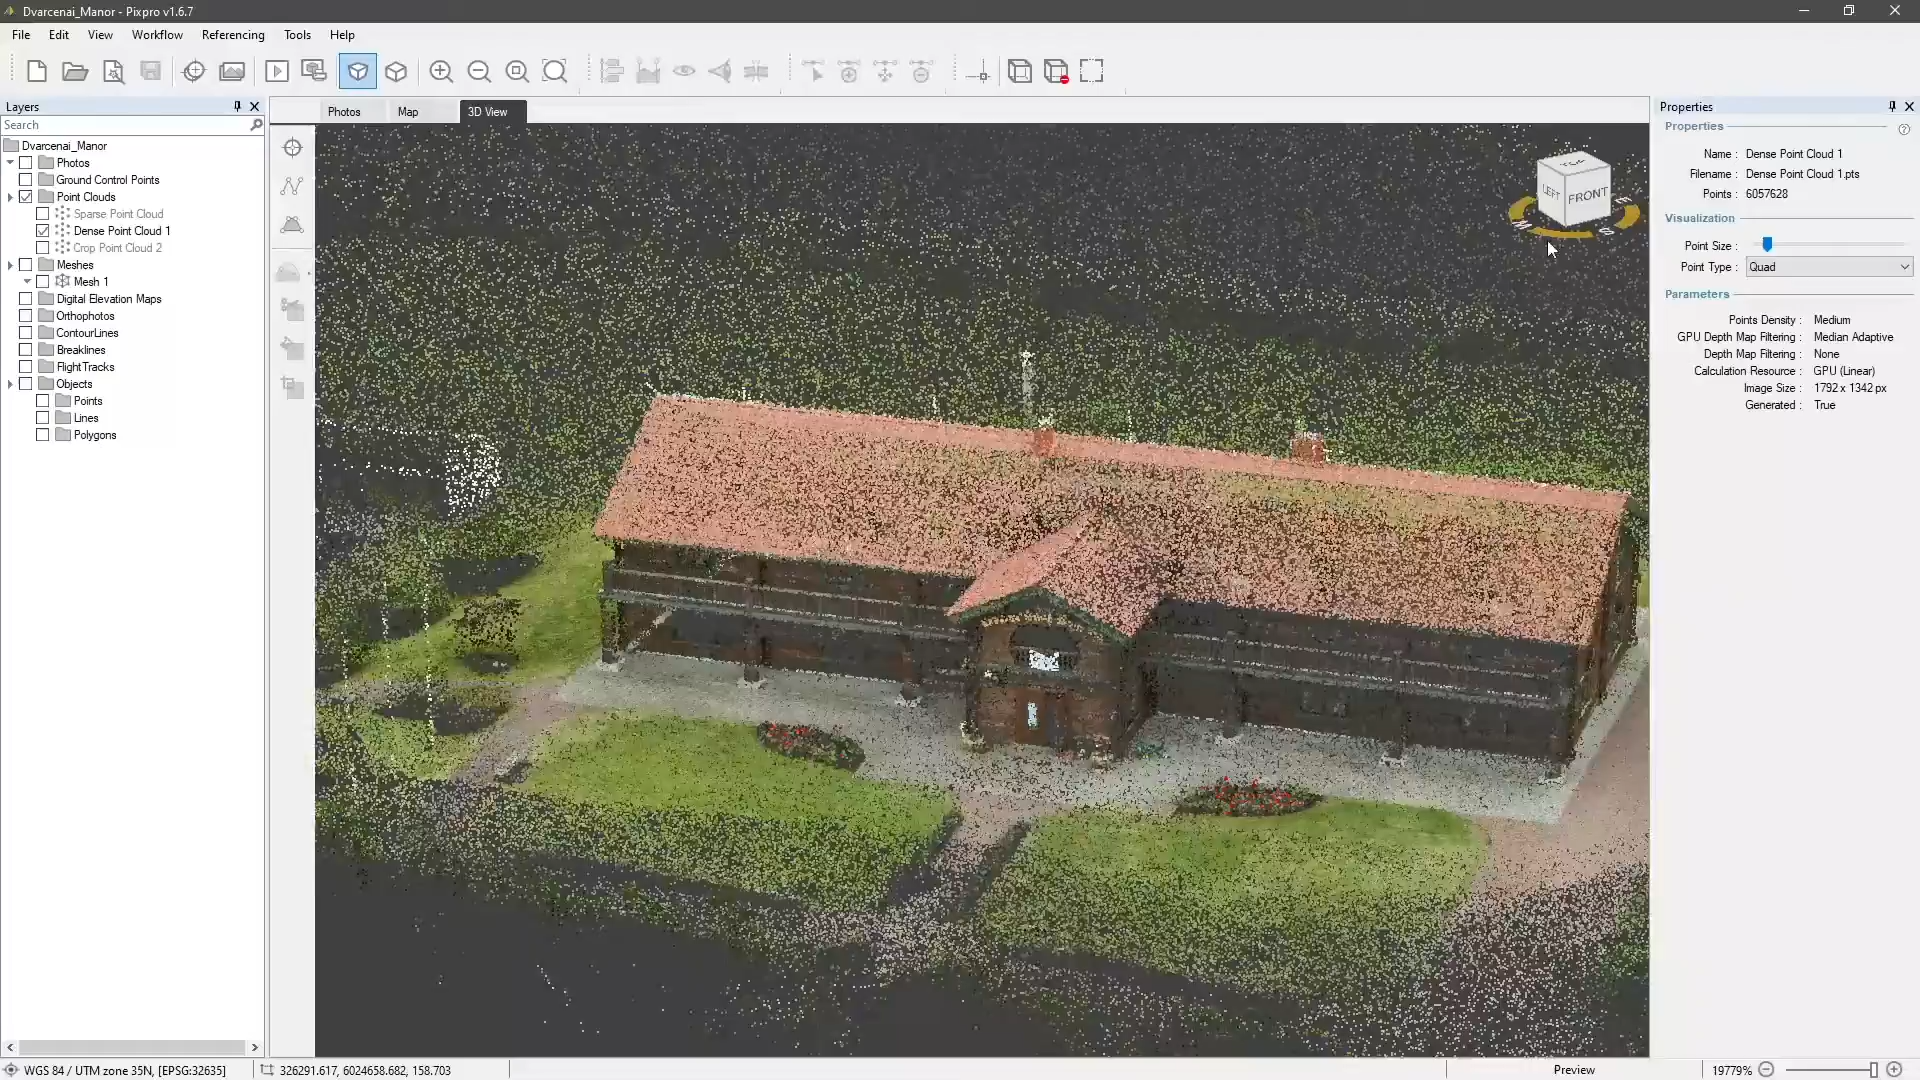 Dvarcenai_Manor - Pixpro v1.6.7
File Edit View Workflow Referencing Tools Help
Layers
Search
Dvarcenai_Manor
Photos
Ground Control Points
Point Clouds
Sparse Point Cloud
Dense Point Cloud 1
Crop Point Cloud 2
Meshes
Mesh 1
Digital Elevation Maps
Orthophotos
ContourLines
Breaklines
FlightTracks
Objects
Points
Lines
Polygons
Photos Map 3D View
TOP
LEFT FRONT
E
S
Properties
Properties
Name : Dense Point Cloud 1
Filename : Dense Point Cloud 1.pts
Points : 6057628
Visualization
Point Size :
Point Type : Quad
Parameters
Points Density : Medium
GPU Depth Map Filtering : Median Adaptive
Depth Map Filtering : None
Calculation Resource : GPU (Linear)
Image Size : 1792 x 1342 px
Generated : True
WGS 84 / UTM zone 35N, [EPSG:32635] 326291.617, 6024658.682, 158.703 Preview 19779%